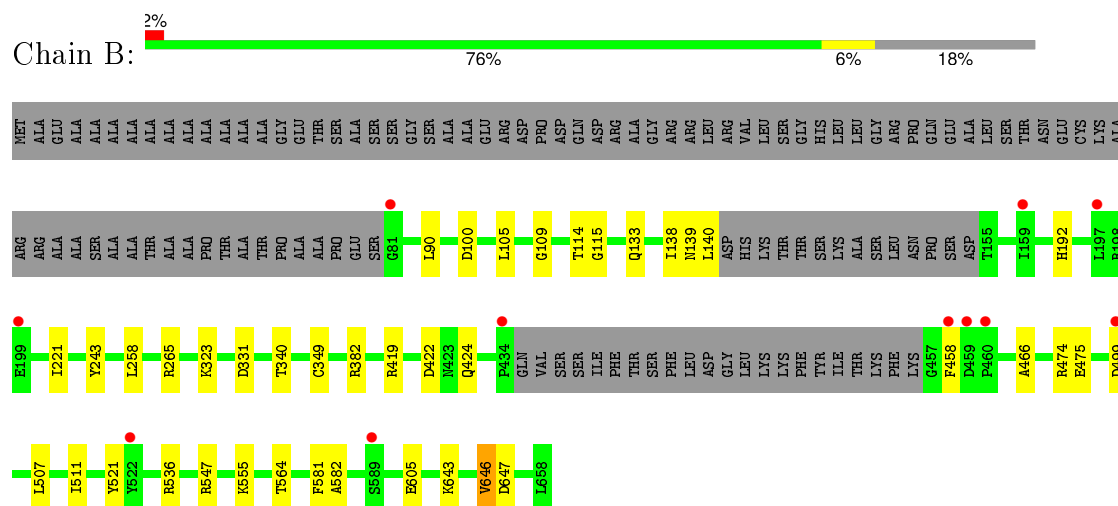 2%
Chain B:
76% 6% 18%
MET ALA GLU ALA ALA ALA ALA ALA ALA ALA ALA ALA ALA ALA GLY GLU THR SER ALA SER SER GLY SER ALA ALA GLU ARG ASP PRO ASP GLN ASP ARG ALA GLY ARG ARG LEU ARG VAL LEU SER GLY HIS LEU LEU GLY ARG PRO GLN GLU ALA LEU SER THR ASN GLU CYS LYS ALA
ARG ARG ALA ALA SER ALA ALA THR ALA ALA PRO THR ALA THR PRO ALA ALA PRO GLU SER G81 L90 D100 L105 G109 T114 G115 Q133 I138 N139 L140 ASP HIS LYS THR THR SER LYS ALA SER LEU ASN PRO SER ASP T155 I159 H192 L197 R198
E199 I221 Y243 L258 R265 K323 D331 T340 C349 R382 R419 D422 N423 Q424 P434 GLN VAL SER SER ILE PHE THR SER PHE LEU ASP GLY LEU LYS LYS PHE TYR ILE THR LYS PHE LYS G457 F458 D459 P460 A466 R474 E475 D499
L507 I511 Y521 Y522 R536 R547 K555 T564 F581 A582 S589 E605 K643 V646 D647 L658